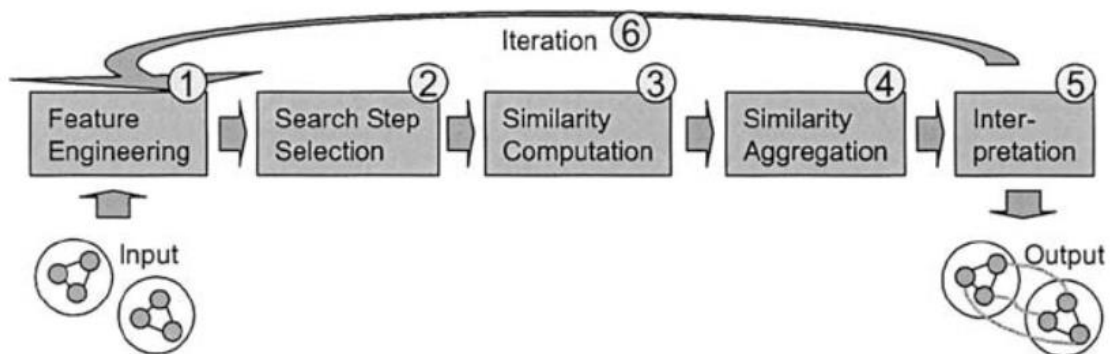 Iteration 6
1
2
3
4
5
Feature
Engineering
Search Step
Selection
Similarity
Computation
Similarity
Aggregation
Inter-
pretation
Input
Output